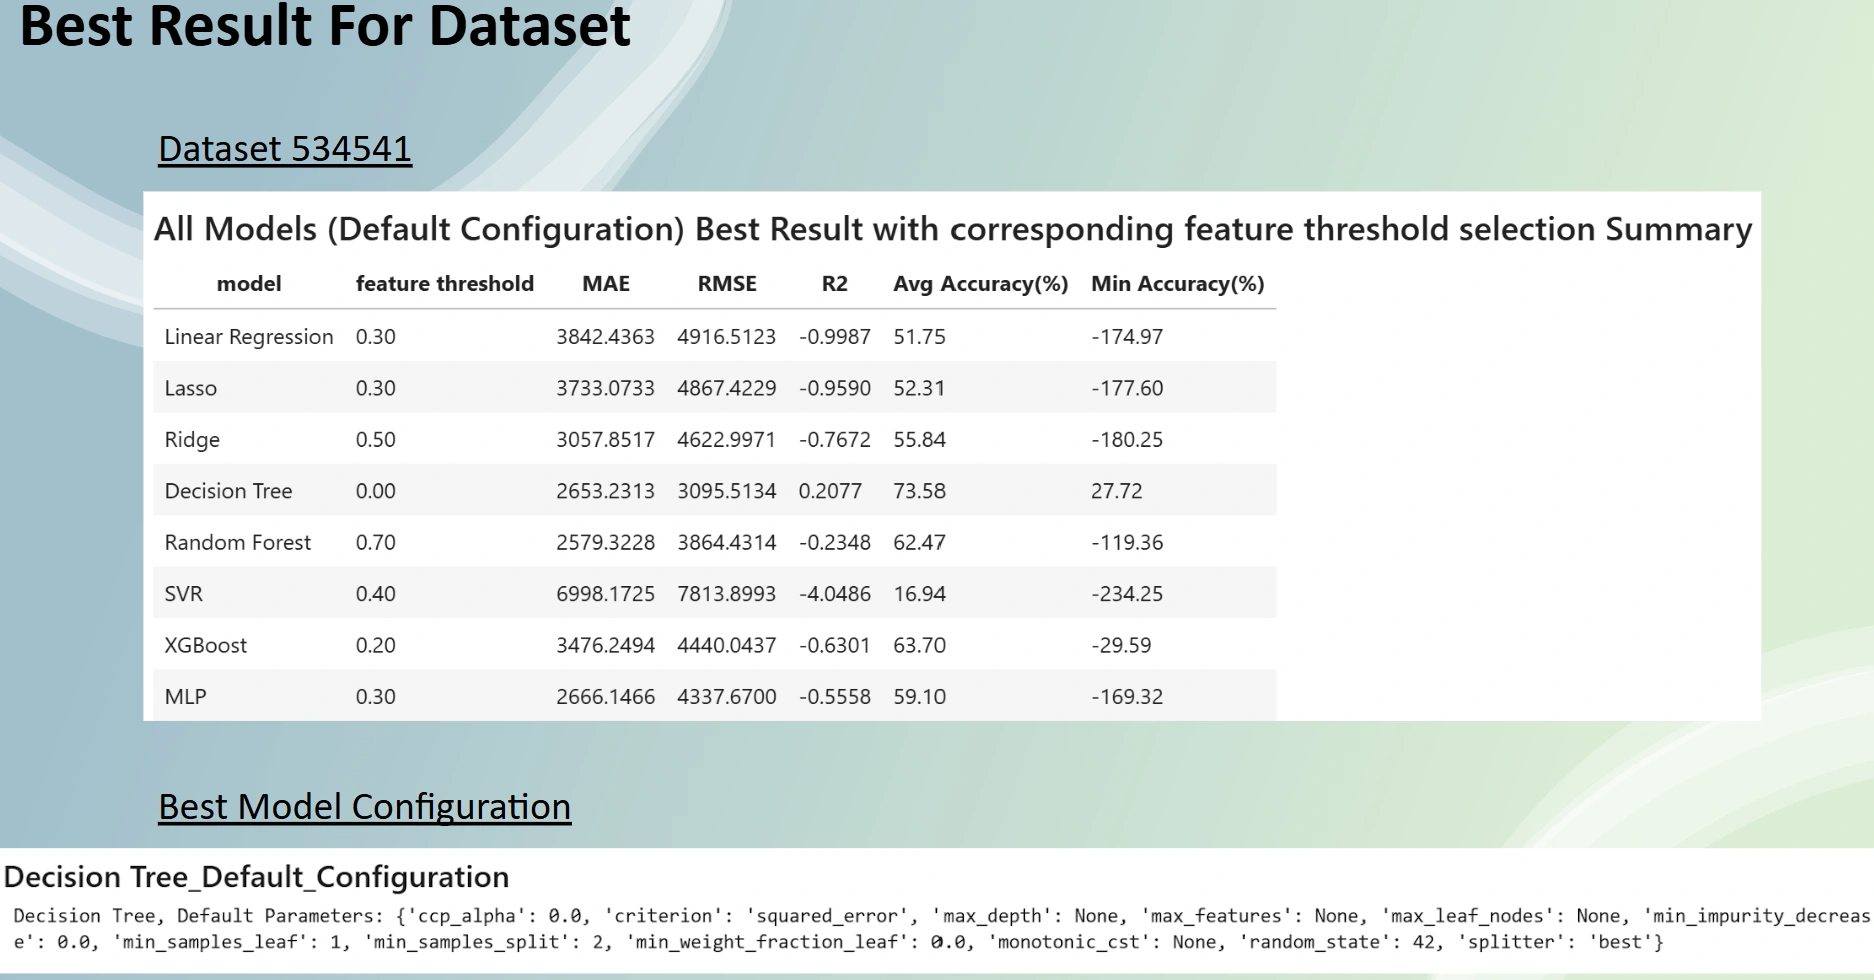 Best Result For Dataset
Dataset 534541
All Models (Default Configuration) Best Result with corresponding feature threshold selection Summary
model feature threshold MAE RMSE R2 Avg Accuracy(%) Min Accuracy(%)
Linear Regression 0.30 3842.4363 4916.5123 -0.9987 51.75 -174.97
Lasso 0.30 3733.0733 4867.4229 -0.9590 52.31 -177.60
Ridge 0.50 3057.8517 4622.9971 -0.7672 55.84 -180.25
Decision Tree 0.00 2653.2313 3095.5134 0.2077 73.58 27.72
Random Forest 0.70 2579.3228 3864.4314 -0.2348 62.47 -119.36
SVR 0.40 6998.1725 7813.8993 -4.0486 16.94 -234.25
XGBoost 0.20 3476.2494 4440.0437 -0.6301 63.70 -29.59
MLP 0.30 2666.1466 4337.6700 -0.5558 59.10 -169.32
Best Model Configuration
Decision Tree_Default_Configuration
Decision Tree, Default Parameters: {'ccp_alpha': 0.0, 'criterion': 'squared_error', 'max_depth': None, 'max_features': None, 'max_leaf_nodes': None, 'min_impurity_decreas
e': 0.0, 'min_samples_leaf': 1, 'min_samples_split': 2, 'min_weight_fraction_leaf': 0.0, 'monotonic_cst': None, 'random_state': 42, 'splitter': 'best'}